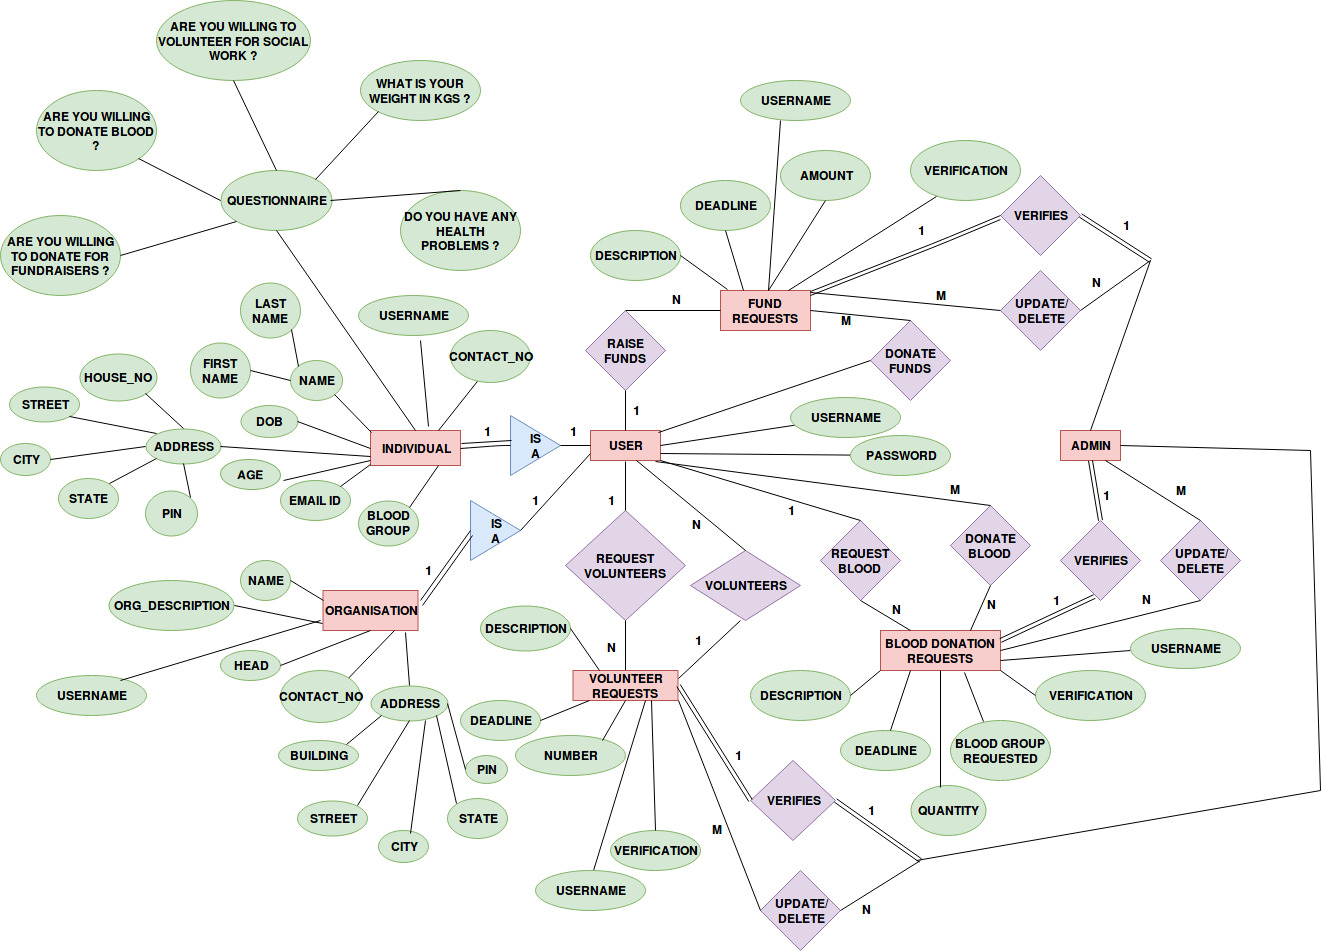 ARE YOU WILLING TO
VOLUNTEER FOR SOCIAL
WORK ?
WHAT IS YOUR
WEIGHT IN KGS ?
ARE YOU WILLING
TO DONATE BLOOD
?
QUESTIONNAIRE
DO YOU HAVE ANY
HEALTH
PROBLEMS ?
ARE YOU WILLING
TO DONATE FOR
FUNDRAISERS ?
USERNAME
AMOUNT
VERIFICATION
DEADLINE
DESCRIPTION
FUND
REQUESTS
1
VERIFIES
1
N
M
UPDATE/
DELETE
N
M
RAISE
FUNDS
DONATE
FUNDS
1
LAST
NAME
USERNAME
CONTACT_NO
FIRST
NAME
NAME
HOUSE_NO
STREET
DOB
ADDRESS
CITY
AGE
STATE
PIN
EMAIL ID
BLOOD
GROUP
INDIVIDUAL
1
IS
A
1
USER
USERNAME
PASSWORD
ADMIN
IS
A
1
1
1
N
1
M
1
M
REQUEST
VOLUNTEERS
VOLUNTEERS
REQUEST
BLOOD
DONATE
BLOOD
VERIFIES
UPDATE/
DELETE
N
N
1
N
NAME
ORG_DESCRIPTION
ORGANISATION
HEAD
USERNAME
CONTACT_NO
ADDRESS
BUILDING
STREET
CITY
STATE
PIN
N
1
DESCRIPTION
VOLUNTEER
REQUESTS
DEADLINE
NUMBER
VERIFICATION
USERNAME
BLOOD DONATION
REQUESTS
USERNAME
DESCRIPTION
VERIFICATION
DEADLINE
BLOOD GROUP
REQUESTED
QUANTITY
1
VERIFIES
1
M
UPDATE/
DELETE
N